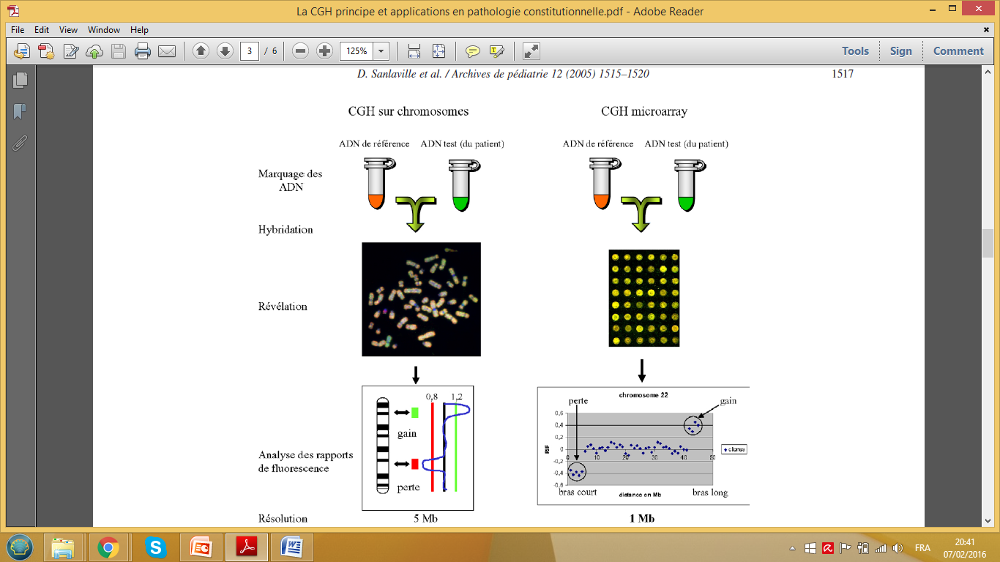 La CGH principe et applications en pathologie constitutionnelle.pdf - Adobe Reader
File Edit View Window Help
3 / 6 125% Tools Sign Comment
D. Sanlaville et al. / Archives de pédiatrie 12 (2005) 1515–1520 1517
CGH sur chromosomes CGH microarray
ADN de référence ADN test (du patient) ADN de référence ADN test (du patient)
Marquage des
ADN
Hybridation
Révélation
Analyse des rapports
de fluorescence
0,8 1,2
gain
perte
chromosome 22
perte gain
0,6
0,4
0,2
0
-0,2
-0,4
-0,6
RIF
0 10 20 30 40 50
clones
bras court distance en Mb bras long
Résolution 5 Mb 1 Mb
FRA
20:41
07/02/2016